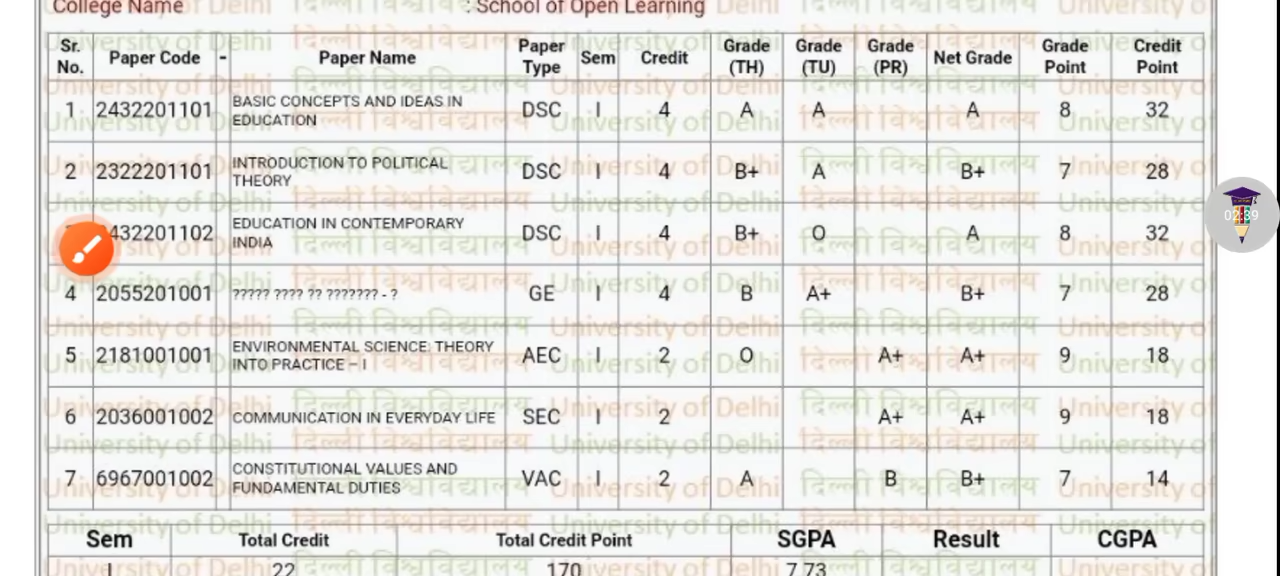 College Name : School of Open Learning
Sr. No. Paper Code - Paper Name Paper Type Sem Credit Grade (TH) Grade (TU) Grade (PR) Net Grade Grade Point Credit Point
1 2432201101 BASIC CONCEPTS AND IDEAS IN EDUCATION DSC I 4 A A A 8 32
2 2322201101 INTRODUCTION TO POLITICAL THEORY DSC I 4 B+ A B+ 7 28
432201102 EDUCATION IN CONTEMPORARY INDIA DSC I 4 B+ O A 8 32
4 2055201001 ????? ???? ?? ??????? - ? GE I 4 B A+ B+ 7 28
5 2181001001 ENVIRONMENTAL SCIENCE: THEORY INTO PRACTICE – I AEC I 2 O A+ A+ 9 18
6 2036001002 COMMUNICATION IN EVERYDAY LIFE SEC I 2 A+ A+ 9 18
7 6967001002 CONSTITUTIONAL VALUES AND FUNDAMENTAL DUTIES VAC I 2 A B B+ 7 14
Sem Total Credit Total Credit Point SGPA Result CGPA
I 22 170 7.73
02:39
University of Delhi दिल्ली विश्वविद्यालय